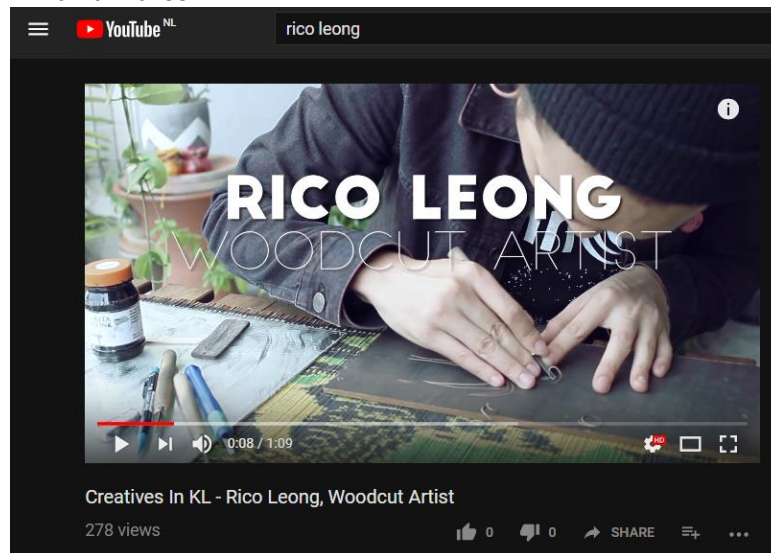 YouTube NL
rico leong
RICO LEONG
WOODCUT ARTIST
0:08 / 1:09
HD
Creatives In KL - Rico Leong, Woodcut Artist
278 views
0
0
SHARE